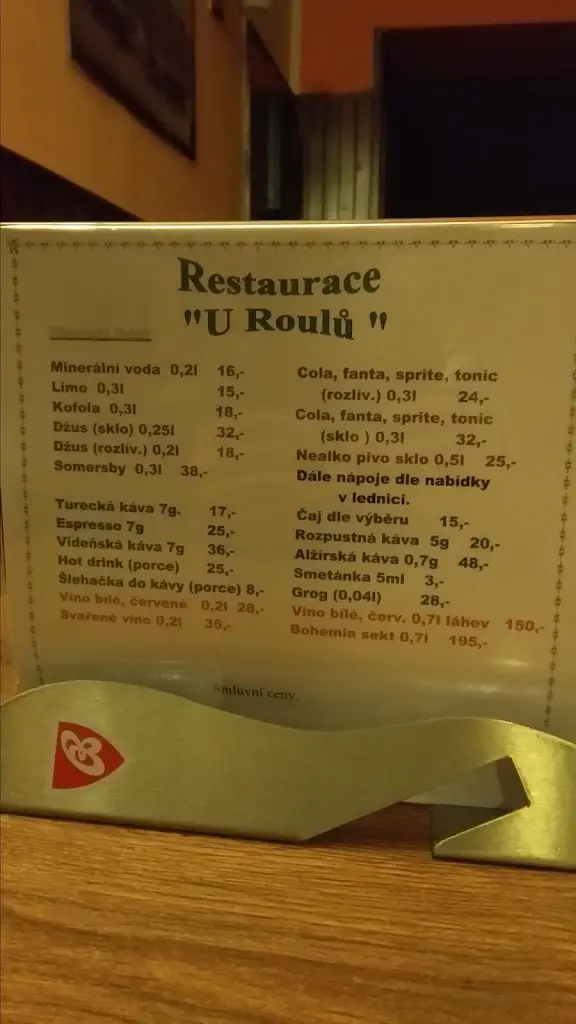 Restaurace
"U Roulů "
Minerální voda 0,2l 16,-
Limo 0,3l 15,-
Kofola 0,3l 18,-
Džus (sklo) 0,25l 32,-
Džus (rozliv.) 0,2l 18,-
Somersby 0,3l 38,-
Turecká káva 7g. 17,-
Espresso 7g 25,-
Vídeňská káva 7g 36,-
Hot drink (porce) 25,-
Šlehačka do kávy (porce) 8,-
Víno bílé, červené 0,2l 28,-
Svařené víno 0,2l 35,-
Cola, fanta, sprite, tonic
(rozliv.) 0,3l 24,-
Cola, fanta, sprite, tonic
(sklo ) 0,3l 32,-
Nealko pivo sklo 0,5l 25,-
Dále nápoje dle nabídky
v lednici.
Čaj dle výběru 15,-
Rozpustná káva 5g 20,-
Alžírská káva 0,7g 48,-
Smetánka 5ml 3,-
Grog (0,04l) 28,-
Víno bílé, červ. 0,7l láhev 150,-
Bohemia sekt 0,7l 195,-
Smluvní ceny.